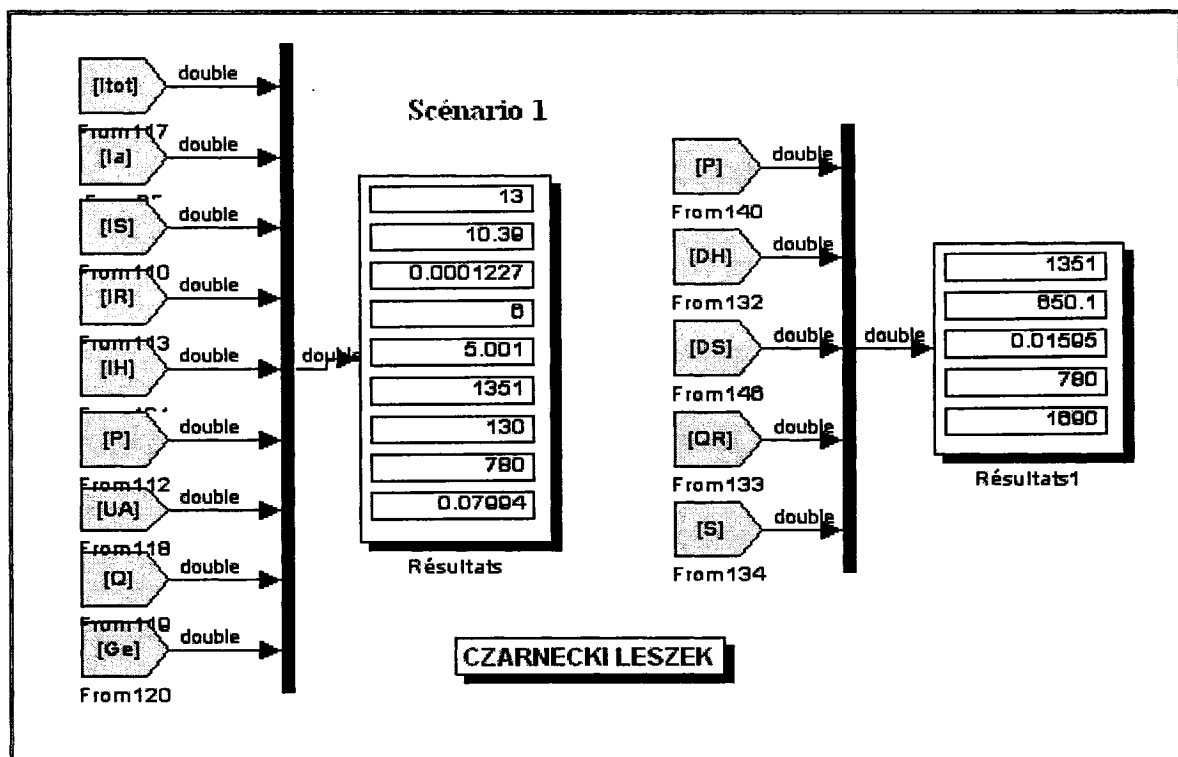 [Itot]
double
From117
[Ia]
double
[IS]
double
From110
[IR]
double
From113
[IH]
double
[P]
double
From112
[UA]
double
From118
[Q]
double
From119
[Ge]
double
From120
double
Scénario 1
13
10.39
0.0001227
6
5.001
1351
130
780
0.07994
Résultats
[P]
double
From140
[DH]
double
From132
[DS]
double
From146
[QR]
double
From133
[S]
double
From134
double
1351
650.1
0.01595
780
1690
Résultats1
CZARNECKI LESZEK